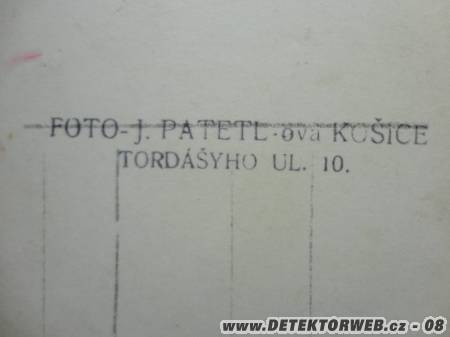 FOTO-J. PATETL-ová KOŠICE
TORDÁŠYHO UL. 10.
www.DETEKTORWEB.cz - 08